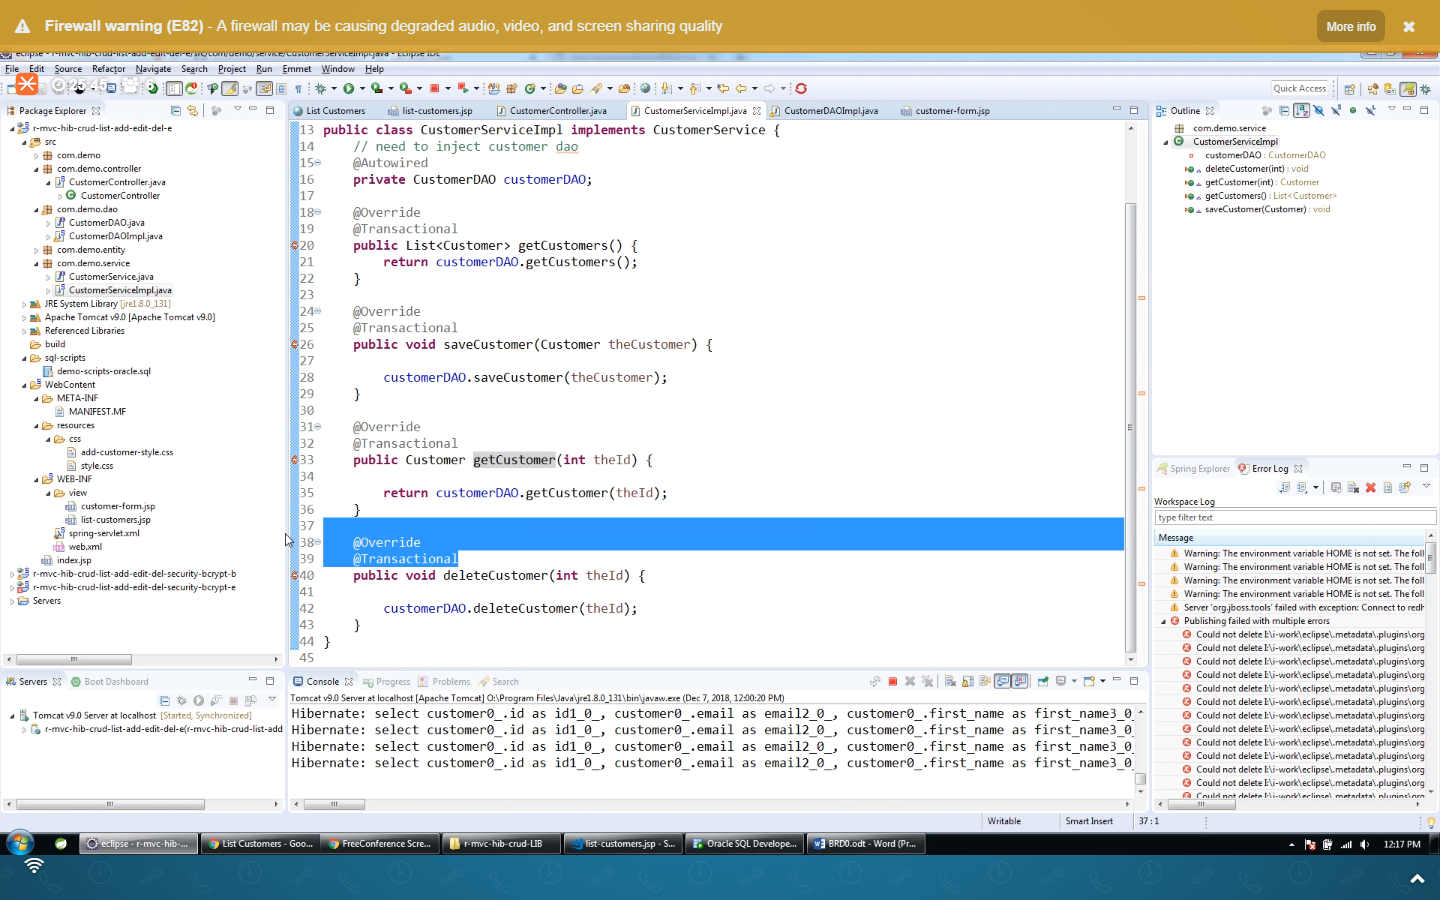 Firewall warning (E82) - A firewall may be causing degraded audio, video, and screen sharing quality
More info
eclipse - r-mvc-hib-crud-list-add-edit-del-e/src/com/demo/service/CustomerServiceImpl.java - Eclipse IDE
File Edit Source Refactor Navigate Search Project Run Emmet Window Help
25:45 6
Quick Access
Package Explorer
r-mvc-hib-crud-list-add-edit-del-e
src
com.demo
com.demo.controller
CustomerController.java
CustomerController
com.demo.dao
CustomerDAO.java
CustomerDAOImpl.java
com.demo.entity
com.demo.service
CustomerService.java
CustomerServiceImpl.java
JRE System Library [jre1.8.0_131]
Apache Tomcat v9.0 [Apache Tomcat v9.0]
Referenced Libraries
build
sql-scripts
demo-scripts-oracle.sql
WebContent
META-INF
MANIFEST.MF
resources
css
add-customer-style.css
style.css
WEB-INF
view
customer-form.jsp
list-customers.jsp
spring-servlet.xml
web.xml
index.jsp
r-mvc-hib-crud-list-add-edit-del-security-bcrypt-b
r-mvc-hib-crud-list-add-edit-del-security-bcrypt-e
Servers
List Customers list-customers.jsp CustomerController.java CustomerServiceImpl.java CustomerDAOImpl.java customer-form.jsp
13 public class CustomerServiceImpl implements CustomerService {
14 // need to inject customer dao
15 @Autowired
16 private CustomerDAO customerDAO;
17
18 @Override
19 @Transactional
20 public List<Customer> getCustomers() {
21 return customerDAO.getCustomers();
22 }
23
24 @Override
25 @Transactional
26 public void saveCustomer(Customer theCustomer) {
27
28 customerDAO.saveCustomer(theCustomer);
29 }
30
31 @Override
32 @Transactional
33 public Customer getCustomer(int theId) {
34
35 return customerDAO.getCustomer(theId);
36 }
37
38 @Override
39 @Transactional
40 public void deleteCustomer(int theId) {
41
42 customerDAO.deleteCustomer(theId);
43 }
44 }
45
Outline
com.demo.service
CustomerServiceImpl
customerDAO : CustomerDAO
deleteCustomer(int) : void
getCustomer(int) : Customer
getCustomers() : List<Customer>
saveCustomer(Customer) : void
Spring Explorer Error Log
Workspace Log
type filter text
Message
Warning: The environment variable HOME is not set. The foll
Warning: The environment variable HOME is not set. The foll
Warning: The environment variable HOME is not set. The foll
Warning: The environment variable HOME is not set. The foll
Server 'org.jboss.tools' failed with exception: Connect to redh
Publishing failed with multiple errors
Could not delete I:\i-work\eclipse\.metadata\.plugins\org
Could not delete I:\i-work\eclipse\.metadata\.plugins\org
Could not delete I:\i-work\eclipse\.metadata\.plugins\org
Could not delete I:\i-work\eclipse\.metadata\.plugins\org
Could not delete I:\i-work\eclipse\.metadata\.plugins\org
Could not delete I:\i-work\eclipse\.metadata\.plugins\org
Could not delete I:\i-work\eclipse\.metadata\.plugins\org
Could not delete I:\i-work\eclipse\.metadata\.plugins\org
Could not delete I:\i-work\eclipse\.metadata\.plugins\org
Could not delete I:\i-work\eclipse\.metadata\.plugins\org
Could not delete I:\i-work\eclipse\.metadata\.plugins\org
Could not delete I:\i-work\eclipse\.metadata\.plugins\org
Could not delete I:\i-work\eclipse\.metadata\.plugins\org
Servers Boot Dashboard
Tomcat v9.0 Server at localhost [Started, Synchronized]
r-mvc-hib-crud-list-add-edit-del-e(r-mvc-hib-crud-list-add
Console Progress Problems Search
Tomcat v9.0 Server at localhost [Apache Tomcat] O:\Program Files\Java\jre1.8.0_131\bin\javaw.exe (Dec 7, 2018, 12:00:20 PM)
Hibernate: select customer0_.id as id1_0_, customer0_.email as email2_0_, customer0_.first_name as first_name3_0_
Hibernate: select customer0_.id as id1_0_, customer0_.email as email2_0_, customer0_.first_name as first_name3_0_
Hibernate: select customer0_.id as id1_0_, customer0_.email as email2_0_, customer0_.first_name as first_name3_0_
Hibernate: select customer0_.id as id1_0_, customer0_.email as email2_0_, customer0_.first_name as first_name3_0_
Writable Smart Insert 37 : 1
eclipse - r-mvc-hib-... List Customers - Goo... FreeConference Scre... r-mvc-hib-crud-LIB list-customers.jsp - S... Oracle SQL Develope... BRD0.odt - Word (Pr... 12:17 PM